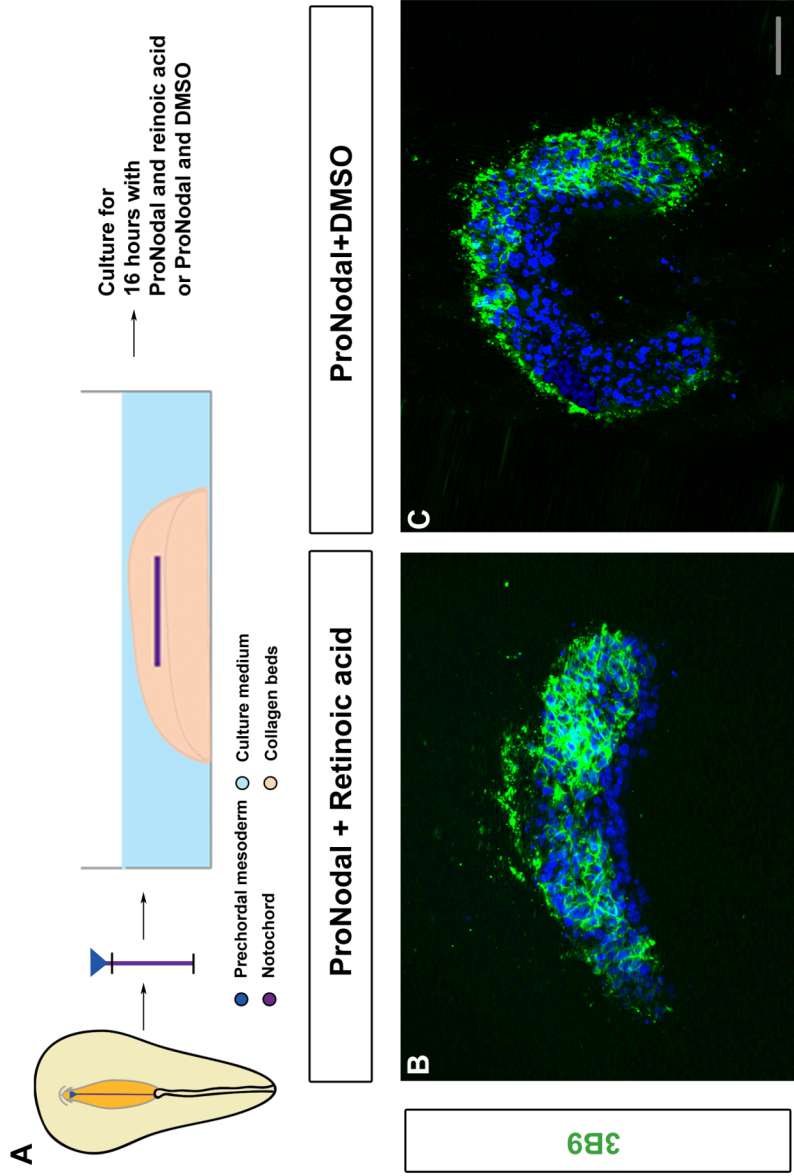 A
Culture for
16 hours with
ProNodal and reinoic acid
or ProNodal and DMSO
Prechordal mesoderm
Culture medium
Notochord
Collagen beds
ProNodal + Retinoic acid
ProNodal+DMSO
3B9
B
C